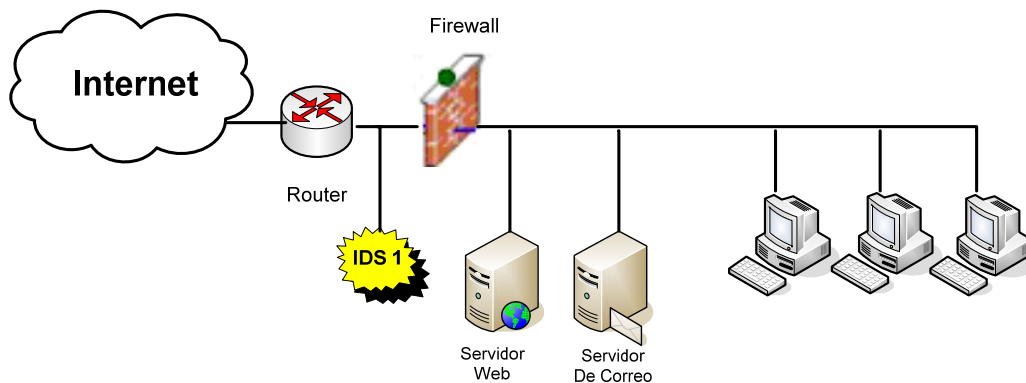 Firewall
Internet
Router
IDS 1
Servidor
Web
Servidor
De Correo